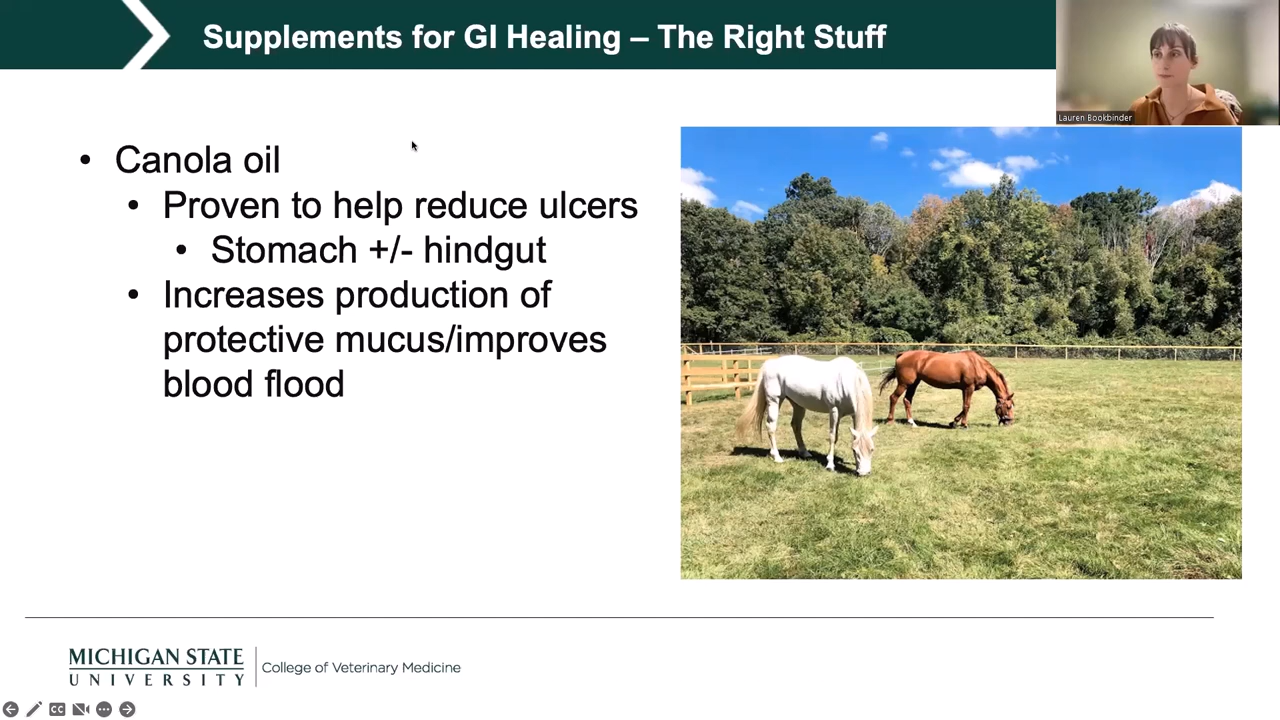 Supplements for GI Healing – The Right Stuff
Lauren Bookbinder
• Canola oil
• Proven to help reduce ulcers
• Stomach +/- hindgut
• Increases production of
protective mucus/improves
blood flood
MICHIGAN STATE
UNIVERSITY
College of Veterinary Medicine
CC